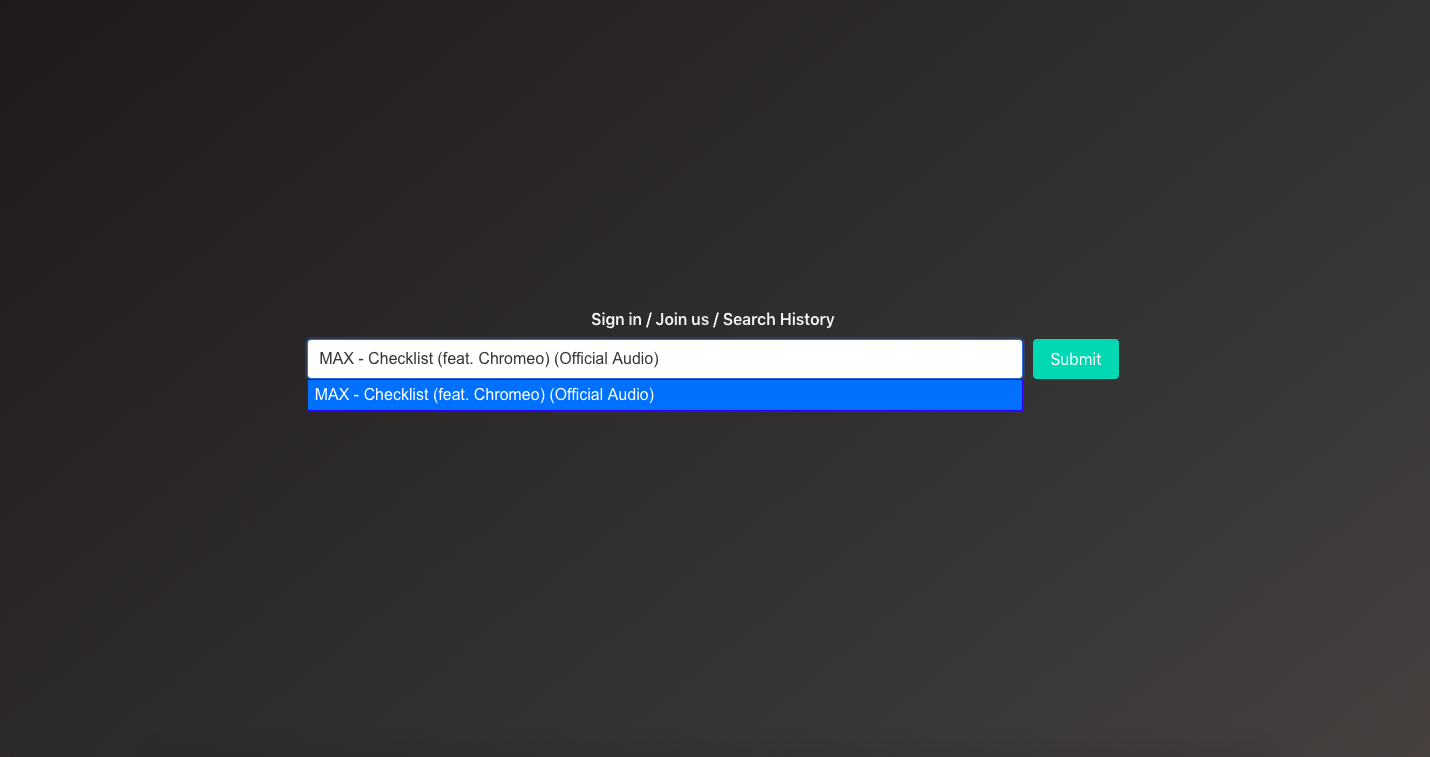 Sign in / Join us / Search History
MAX - Checklist (feat. Chromeo) (Official Audio)
Submit
MAX - Checklist (feat. Chromeo) (Official Audio)